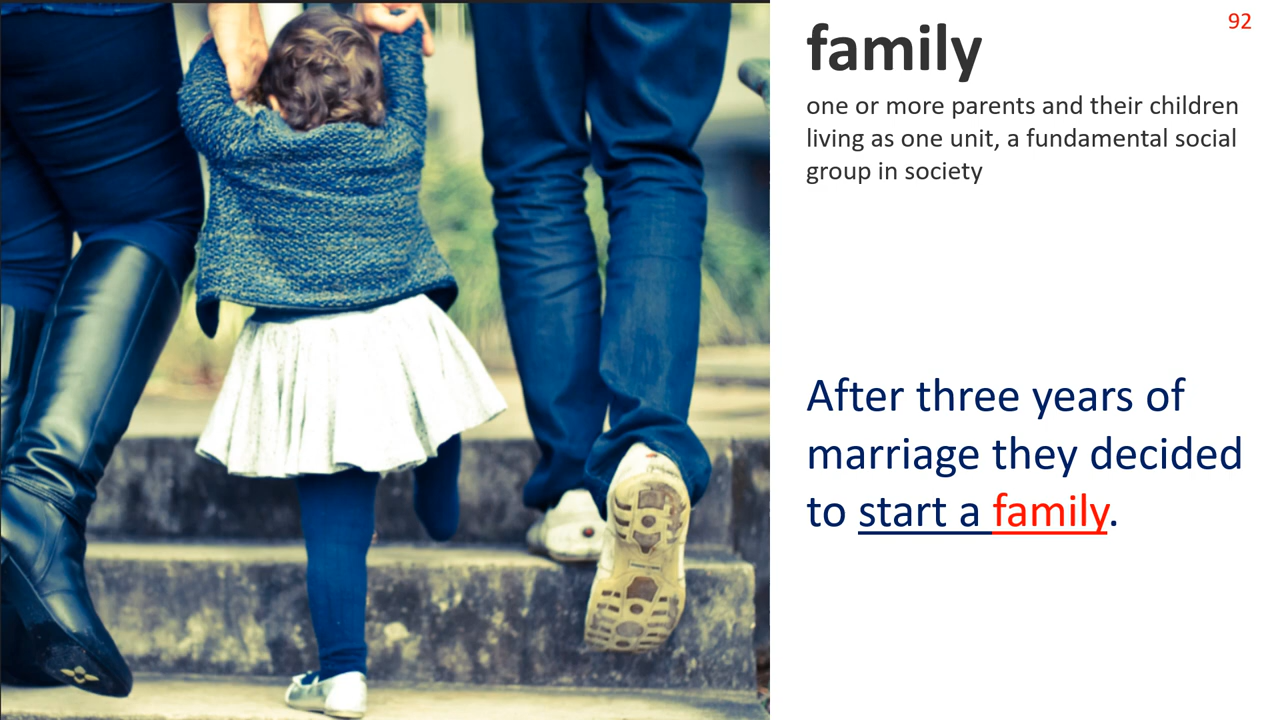 92
family
one or more parents and their children
living as one unit, a fundamental social
group in society
After three years of
marriage they decided
to start a family.